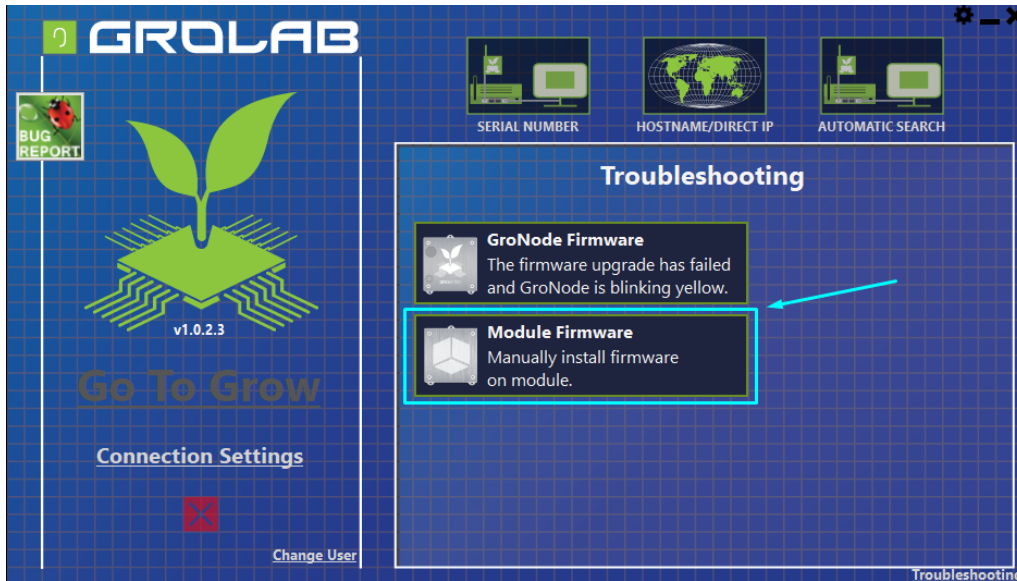 GROLAB
BUG
REPORT
v1.0.2.3
Go To Grow
Connection Settings
Change User
SERIAL NUMBER
HOSTNAME/DIRECT IP
AUTOMATIC SEARCH
Troubleshooting
GroNode Firmware
The firmware upgrade has failed
and GroNode is blinking yellow.
Module Firmware
Manually install firmware
on module.
Troubleshooting